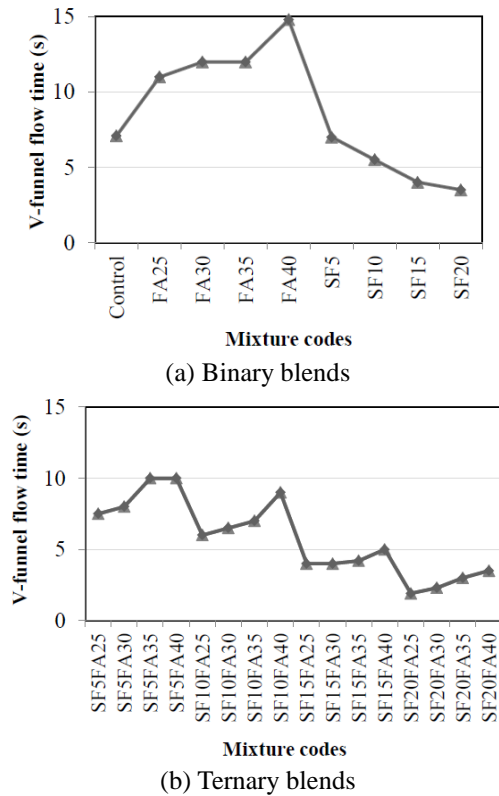 15
10
5
0
V-funnel flow time (s)
Control
FA25
FA30
FA35
FA40
SF5
SF10
SF15
SF20
Mixture codes
(a) Binary blends
15
10
5
0
V-funnel flow time (s)
SF5FA25
SF5FA30
SF5FA35
SF5FA40
SF10FA25
SF10FA30
SF10FA35
SF10FA40
SF15FA25
SF15FA30
SF15FA35
SF15FA40
SF20FA25
SF20FA30
SF20FA35
SF20FA40
Mixture codes
(b) Ternary blends